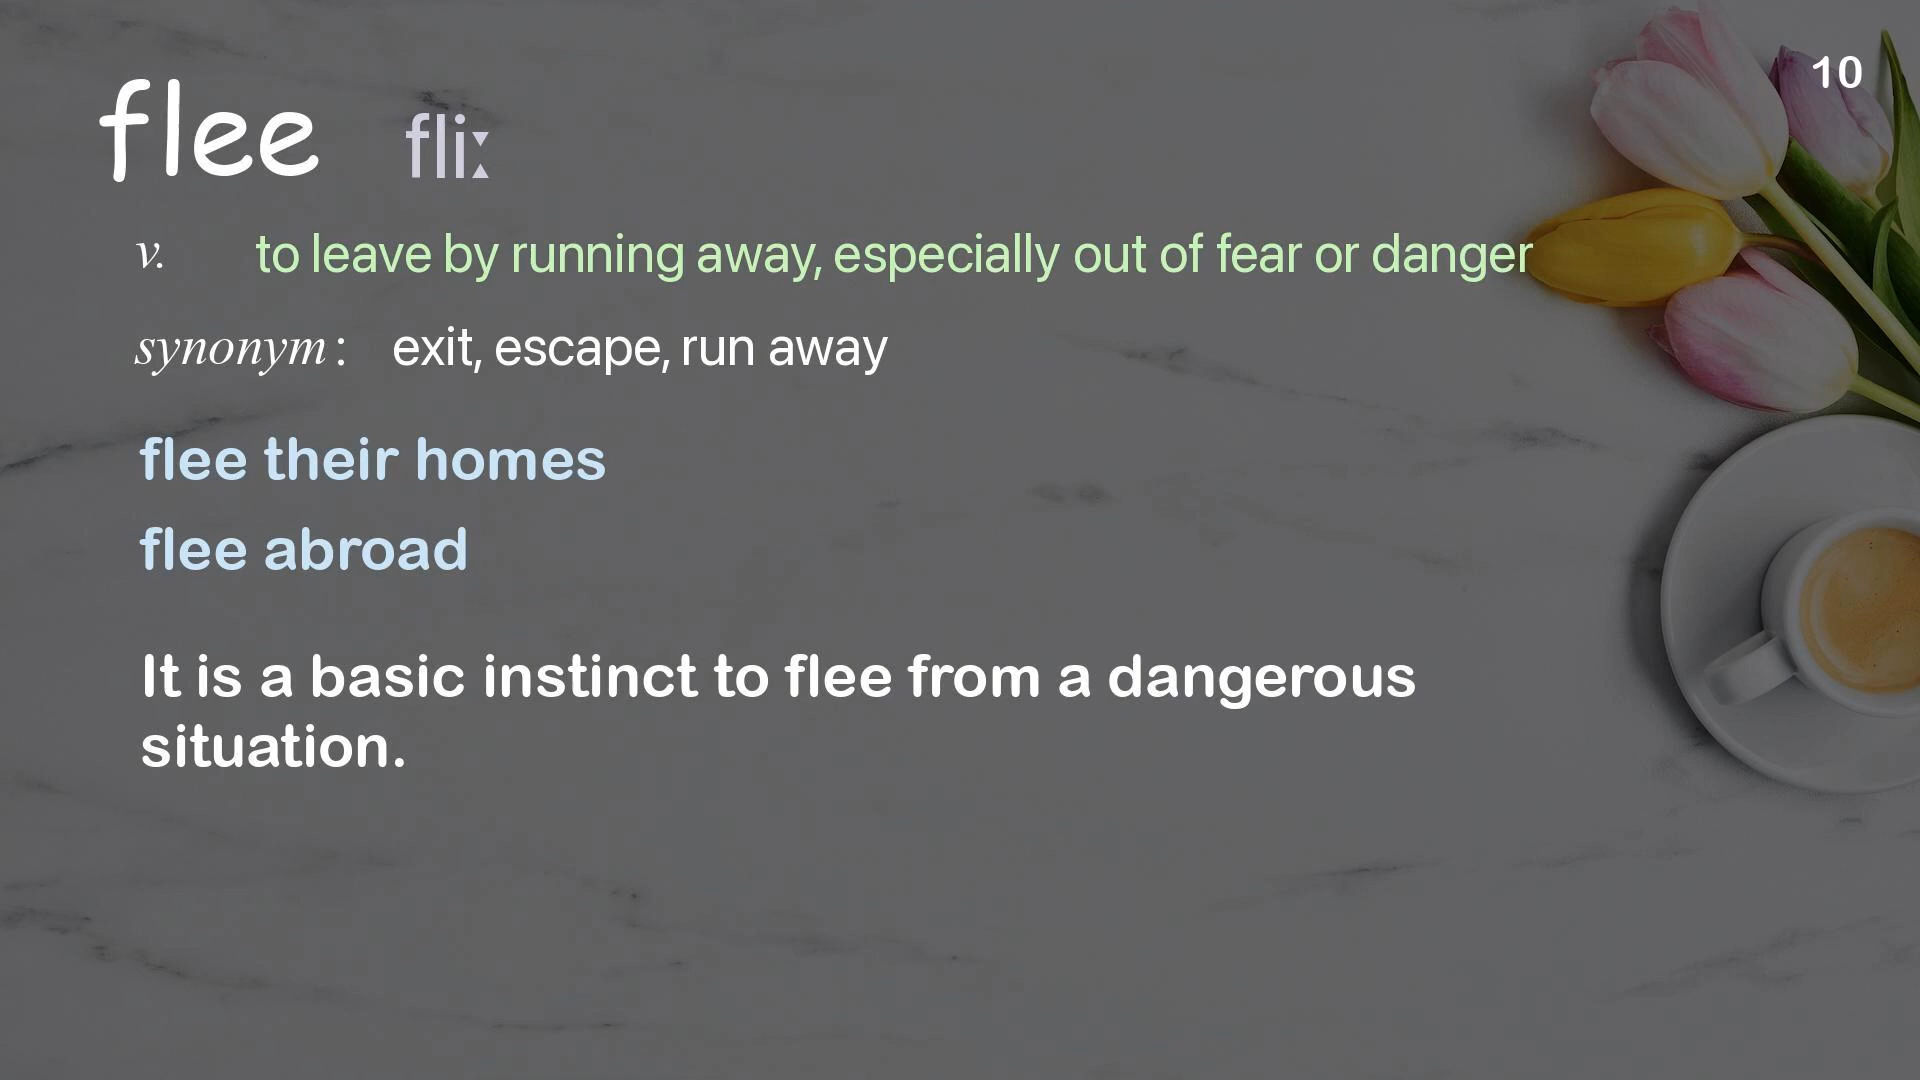 10
flee fliː
v. to leave by running away, especially out of fear or danger
synonym : exit, escape, run away
flee their homes
flee abroad
It is a basic instinct to flee from a dangerous
situation.